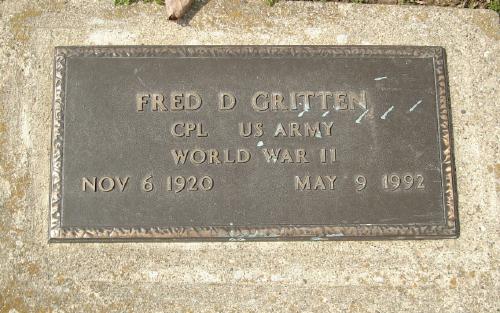 FRED D GRITTEN
CPL US ARMY
WORLD WAR II
NOV 6 1920 MAY 9 1992